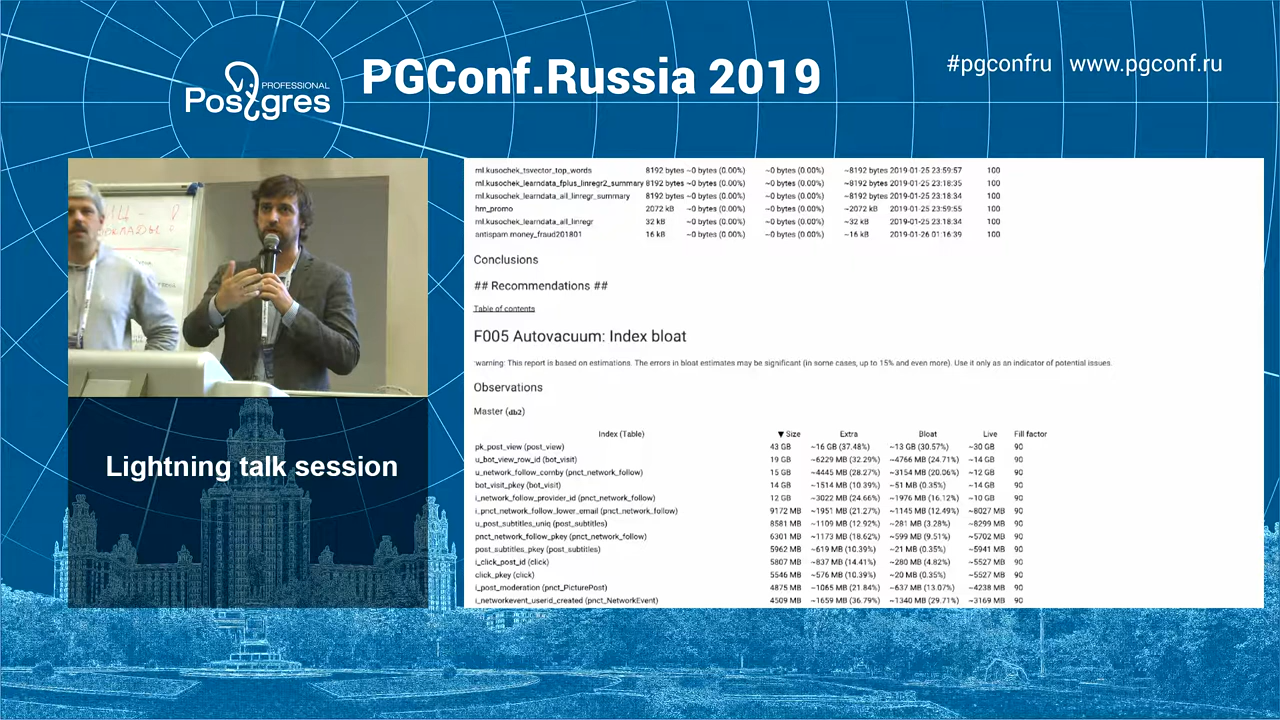 PROFESSIONAL
Postgres
PGConf.Russia 2019
#pgconfru www.pgconf.ru
ДОКЛАДЫ
Lightning talk session
ml.kusochek_tsvector_top_words 8192 bytes ~0 bytes (0.00%) ~0 bytes (0.00%) ~8192 bytes 2019-01-25 23:59:57 100
ml.kusochek_learndata_fplus_linregr2_summary 8192 bytes ~0 bytes (0.00%) ~0 bytes (0.00%) ~8192 bytes 2019-01-25 23:18:35 100
ml.kusochek_learndata_all_linregr_summary 8192 bytes ~0 bytes (0.00%) ~0 bytes (0.00%) ~8192 bytes 2019-01-25 23:18:34 100
hm_promo 2072 kB ~0 bytes (0.00%) ~0 bytes (0.00%) ~2072 kB 2019-01-25 23:59:55 100
ml.kusochek_learndata_all_linregr 32 kB ~0 bytes (0.00%) ~0 bytes (0.00%) ~32 kB 2019-01-25 23:18:34 100
antispam.money_fraud201801 16 kB ~0 bytes (0.00%) ~0 bytes (0.00%) ~16 kB 2019-01-26 01:16:39 100
Conclusions
## Recommendations ##
Table of contents
F005 Autovacuum: Index bloat
warning: This report is based on estimations. The errors in bloat estimates may be significant (in some cases, up to 15% and even more). Use it only as an indicator of potential issues.
Observations
Master (db2)
Index (Table) ▼ Size Extra Bloat Live Fill factor
pk_post_view (post_view) 43 GB ~16 GB (37.48%) ~13 GB (30.57%) ~30 GB 90
u_bot_view_row_id (bot_visit) 19 GB ~6229 MB (32.29%) ~4766 MB (24.71%) ~14 GB 90
u_network_follow_comby (pnct_network_follow) 15 GB ~4445 MB (28.27%) ~3154 MB (20.06%) ~12 GB 90
bot_visit_pkey (bot_visit) 14 GB ~1514 MB (10.39%) ~51 MB (0.35%) ~14 GB 90
i_network_follow_provider_id (pnct_network_follow) 12 GB ~3022 MB (24.66%) ~1976 MB (16.12%) ~10 GB 90
i_pnct_network_follow_lower_email (pnct_network_follow) 9172 MB ~1951 MB (21.27%) ~1145 MB (12.49%) ~8027 MB 90
u_post_subtitles_uniq (post_subtitles) 8581 MB ~1109 MB (12.92%) ~281 MB (3.28%) ~8299 MB 90
pnct_network_follow_pkey (pnct_network_follow) 6301 MB ~1173 MB (18.62%) ~599 MB (9.51%) ~5702 MB 90
post_subtitles_pkey (post_subtitles) 5962 MB ~619 MB (10.39%) ~21 MB (0.35%) ~5941 MB 90
i_click_post_id (click) 5807 MB ~837 MB (14.41%) ~280 MB (4.82%) ~5527 MB 90
click_pkey (click) 5546 MB ~576 MB (10.39%) ~20 MB (0.35%) ~5527 MB 90
i_post_moderation (pnct_PicturePost) 4875 MB ~1065 MB (21.84%) ~637 MB (13.07%) ~4238 MB 90
i_networkevent_userid_created (pnct_NetworkEvent) 4509 MB ~1659 MB (36.79%) ~1340 MB (29.71%) ~3169 MB 90